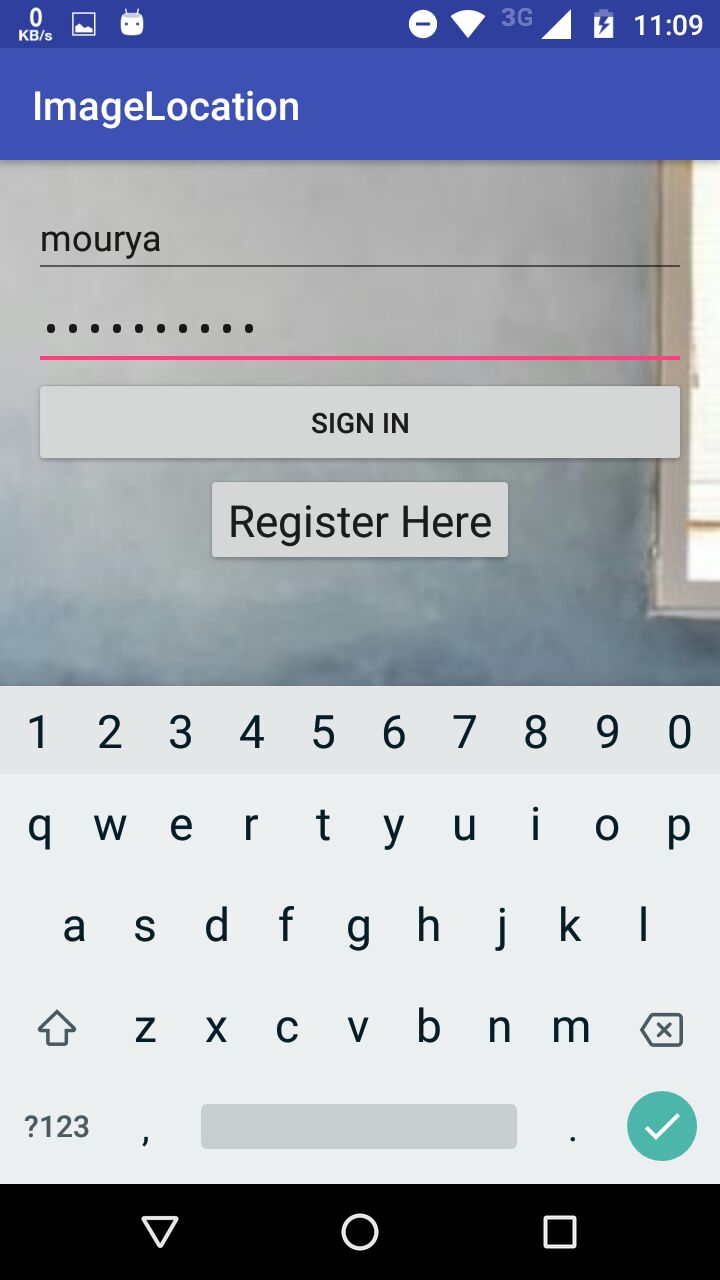 0 KB/s 3G 11:09
ImageLocation
mourya
••••••••••
SIGN IN
Register Here
1 2 3 4 5 6 7 8 9 0
q w e r t y u i o p
a s d f g h j k l
z x c v b n m
?123 , .